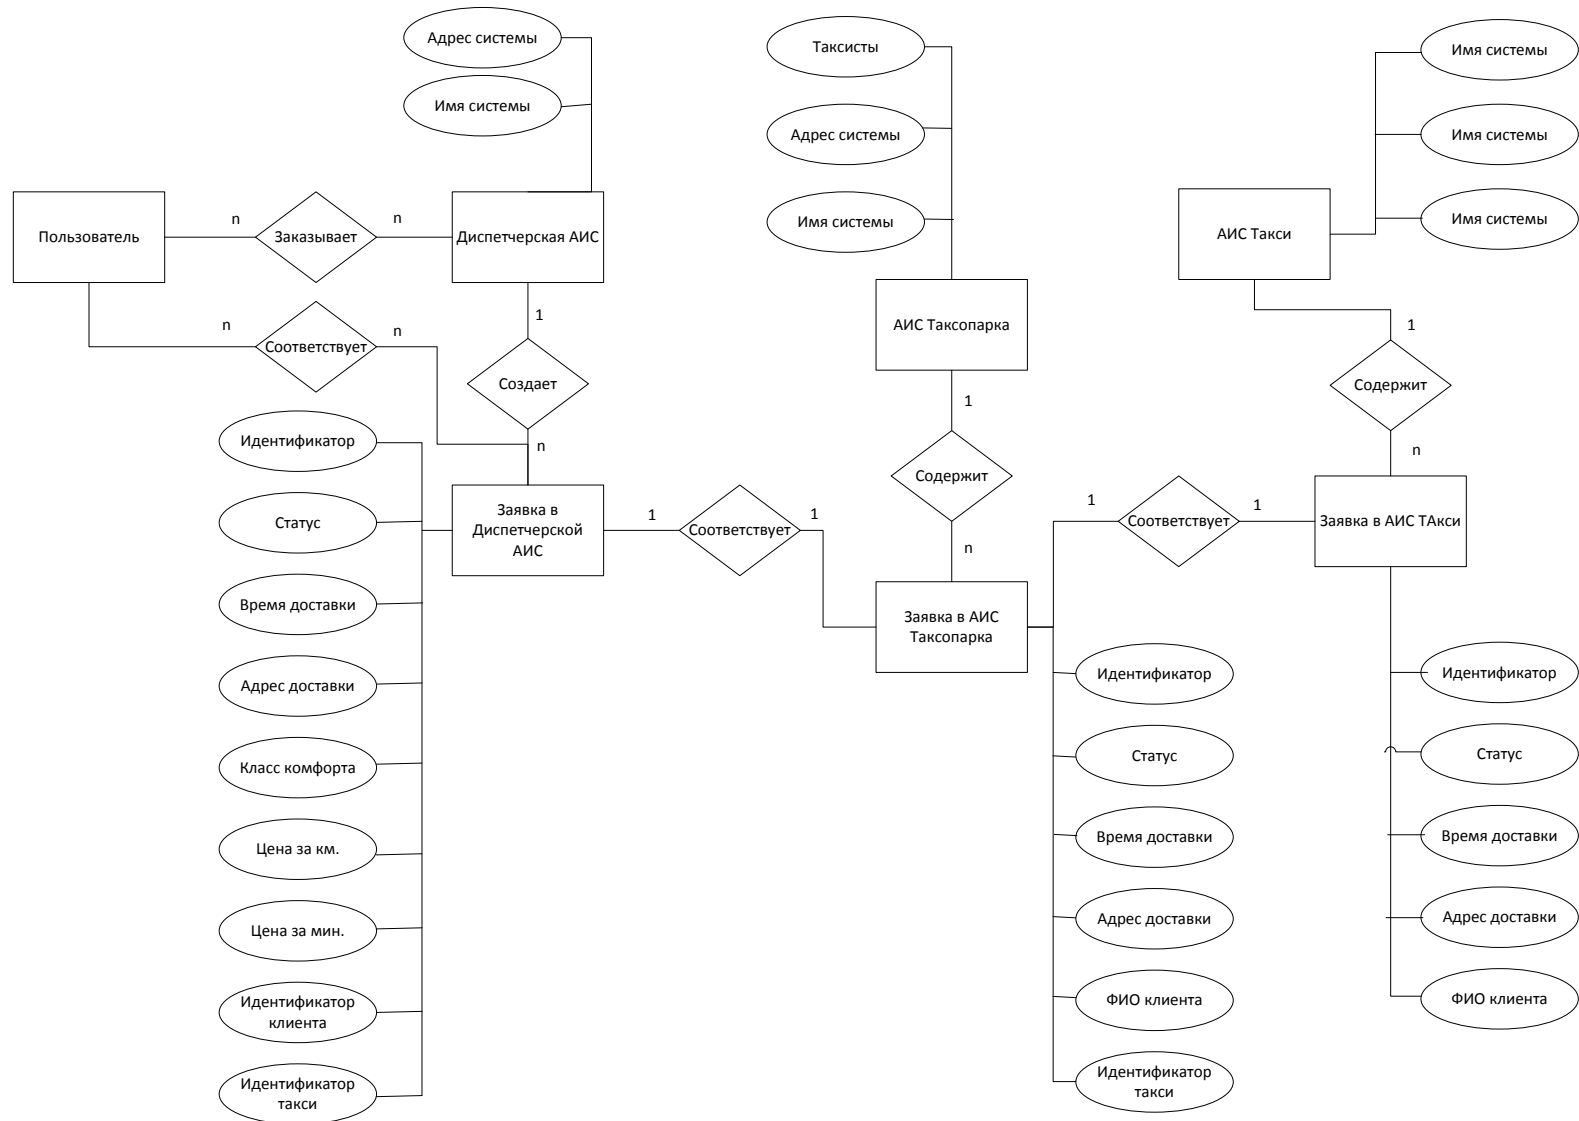 Адрес системы
Имя системы
Таксисты
Адрес системы
Имя системы
Имя системы
Имя системы
Имя системы
Пользователь
n
Заказывает
n
Диспетчерская АИС
АИС Такси
n
Соответствует
n
1
Создает
n
АИС Таксопарка
1
Содержит
n
1
Содержит
n
Идентификатор
Статус
Время доставки
Адрес доставки
Класс комфорта
Цена за км.
Цена за мин.
Идентификатор
клиента
Идентификатор
такси
Заявка в
Диспетчерской
АИС
1
Соответствует
1
Заявка в АИС
Таксопарка
1
Соответствует
1
Заявка в АИС ТАкси
Идентификатор
Статус
Время доставки
Адрес доставки
ФИО клиента
Идентификатор
такси
Идентификатор
Статус
Время доставки
Адрес доставки
ФИО клиента